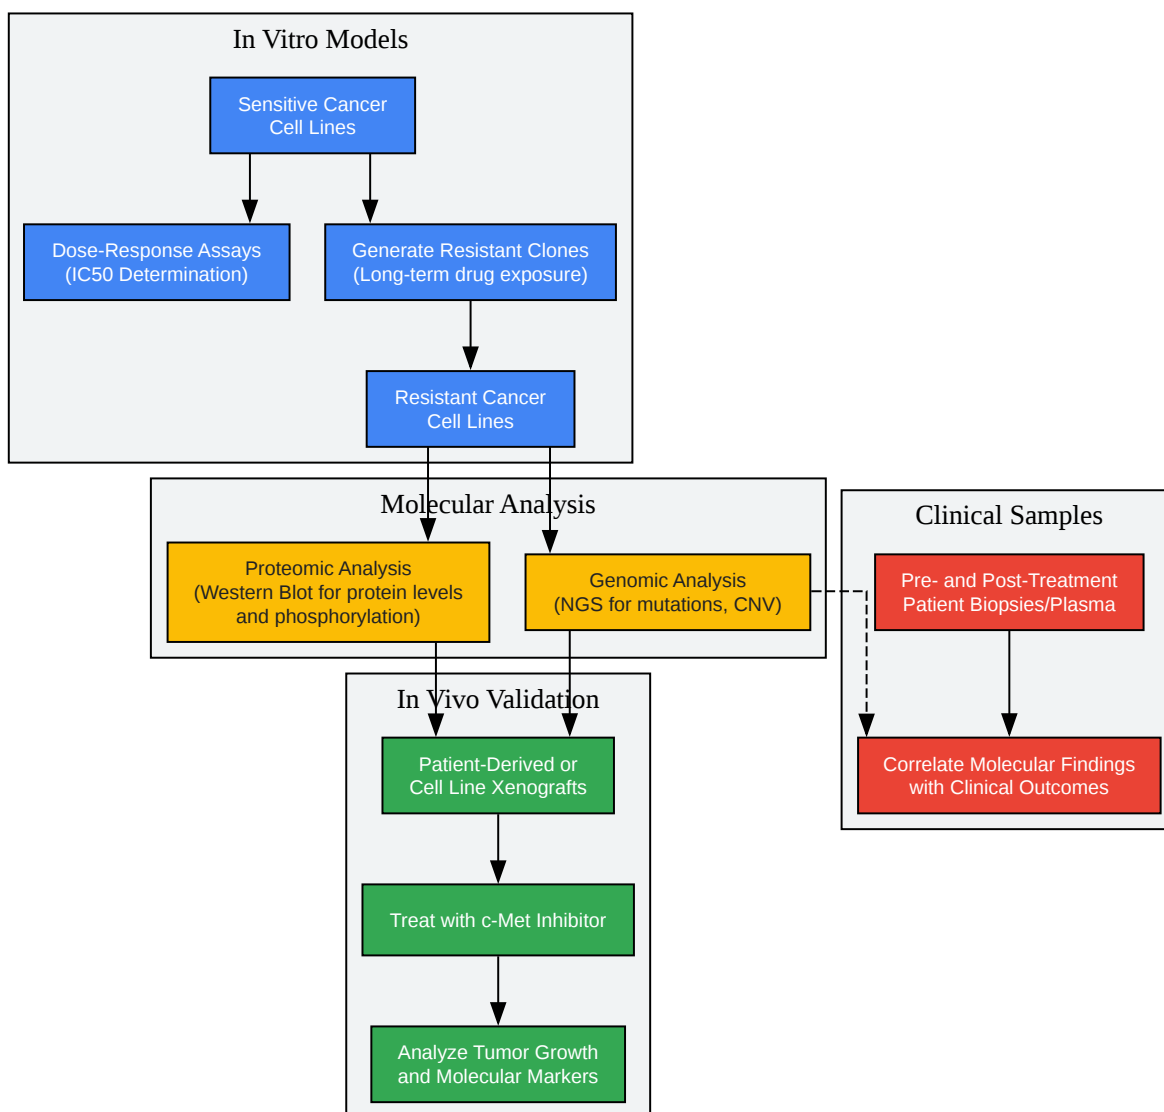 In Vitro Models
Sensitive Cancer
Cell Lines
Dose-Response Assays
(IC50 Determination)
Generate Resistant Clones
(Long-term drug exposure)
Resistant Cancer
Cell Lines
Molecular Analysis
Proteomic Analysis
(Western Blot for protein levels
and phosphorylation)
Genomic Analysis
(NGS for mutations, CNV)
Clinical Samples
Pre- and Post-Treatment
Patient Biopsies/Plasma
Correlate Molecular Findings
with Clinical Outcomes
In Vivo Validation
Patient-Derived or
Cell Line Xenografts
Treat with c-Met Inhibitor
Analyze Tumor Growth
and Molecular Markers